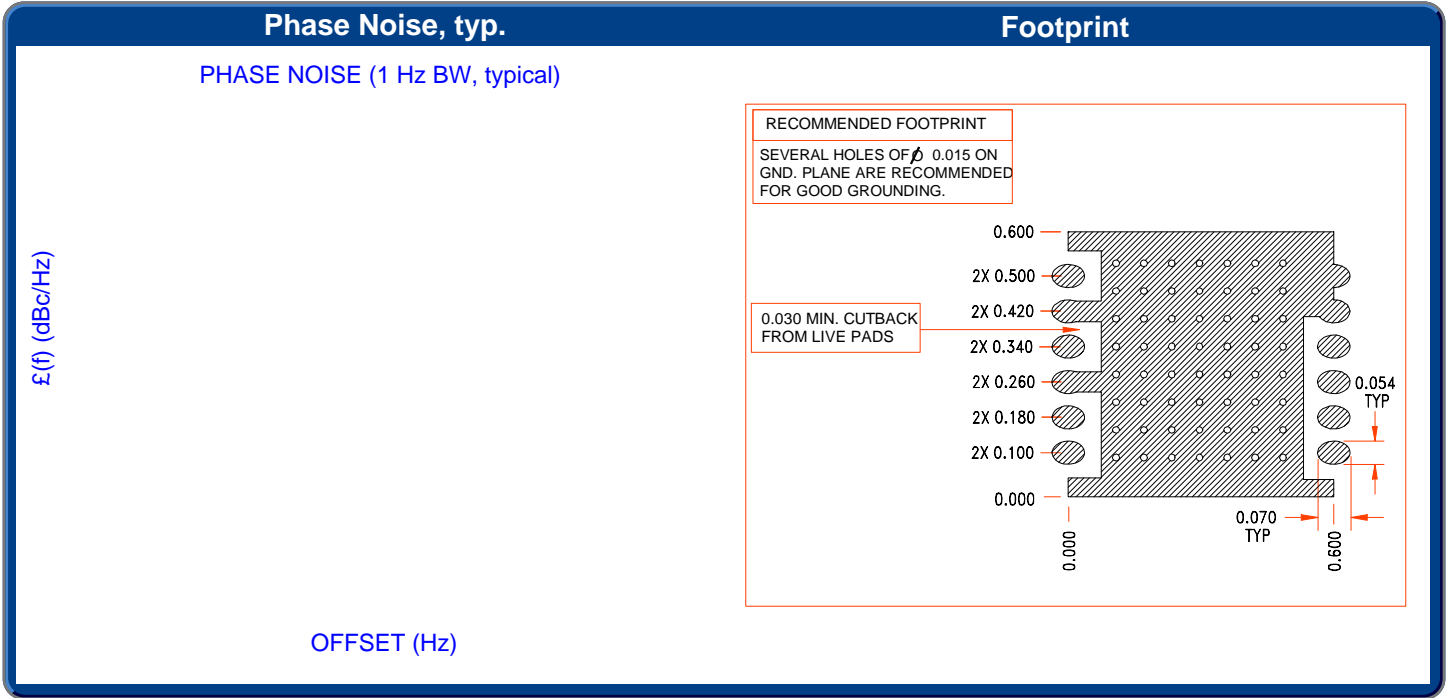 Phase Noise, typ.
Footprint
PHASE NOISE (1 Hz BW, typical)
£(f) (dBc/Hz)
OFFSET (Hz)
RECOMMENDED FOOTPRINT
SEVERAL HOLES OF Ø 0.015 ON
GND. PLANE ARE RECOMMENDED
FOR GOOD GROUNDING.
0.600
2X 0.500
2X 0.420
0.030 MIN. CUTBACK
FROM LIVE PADS
2X 0.340
2X 0.260
2X 0.180
2X 0.100
0.000
0.054
TYP
0.070
TYP
0.000
0.600